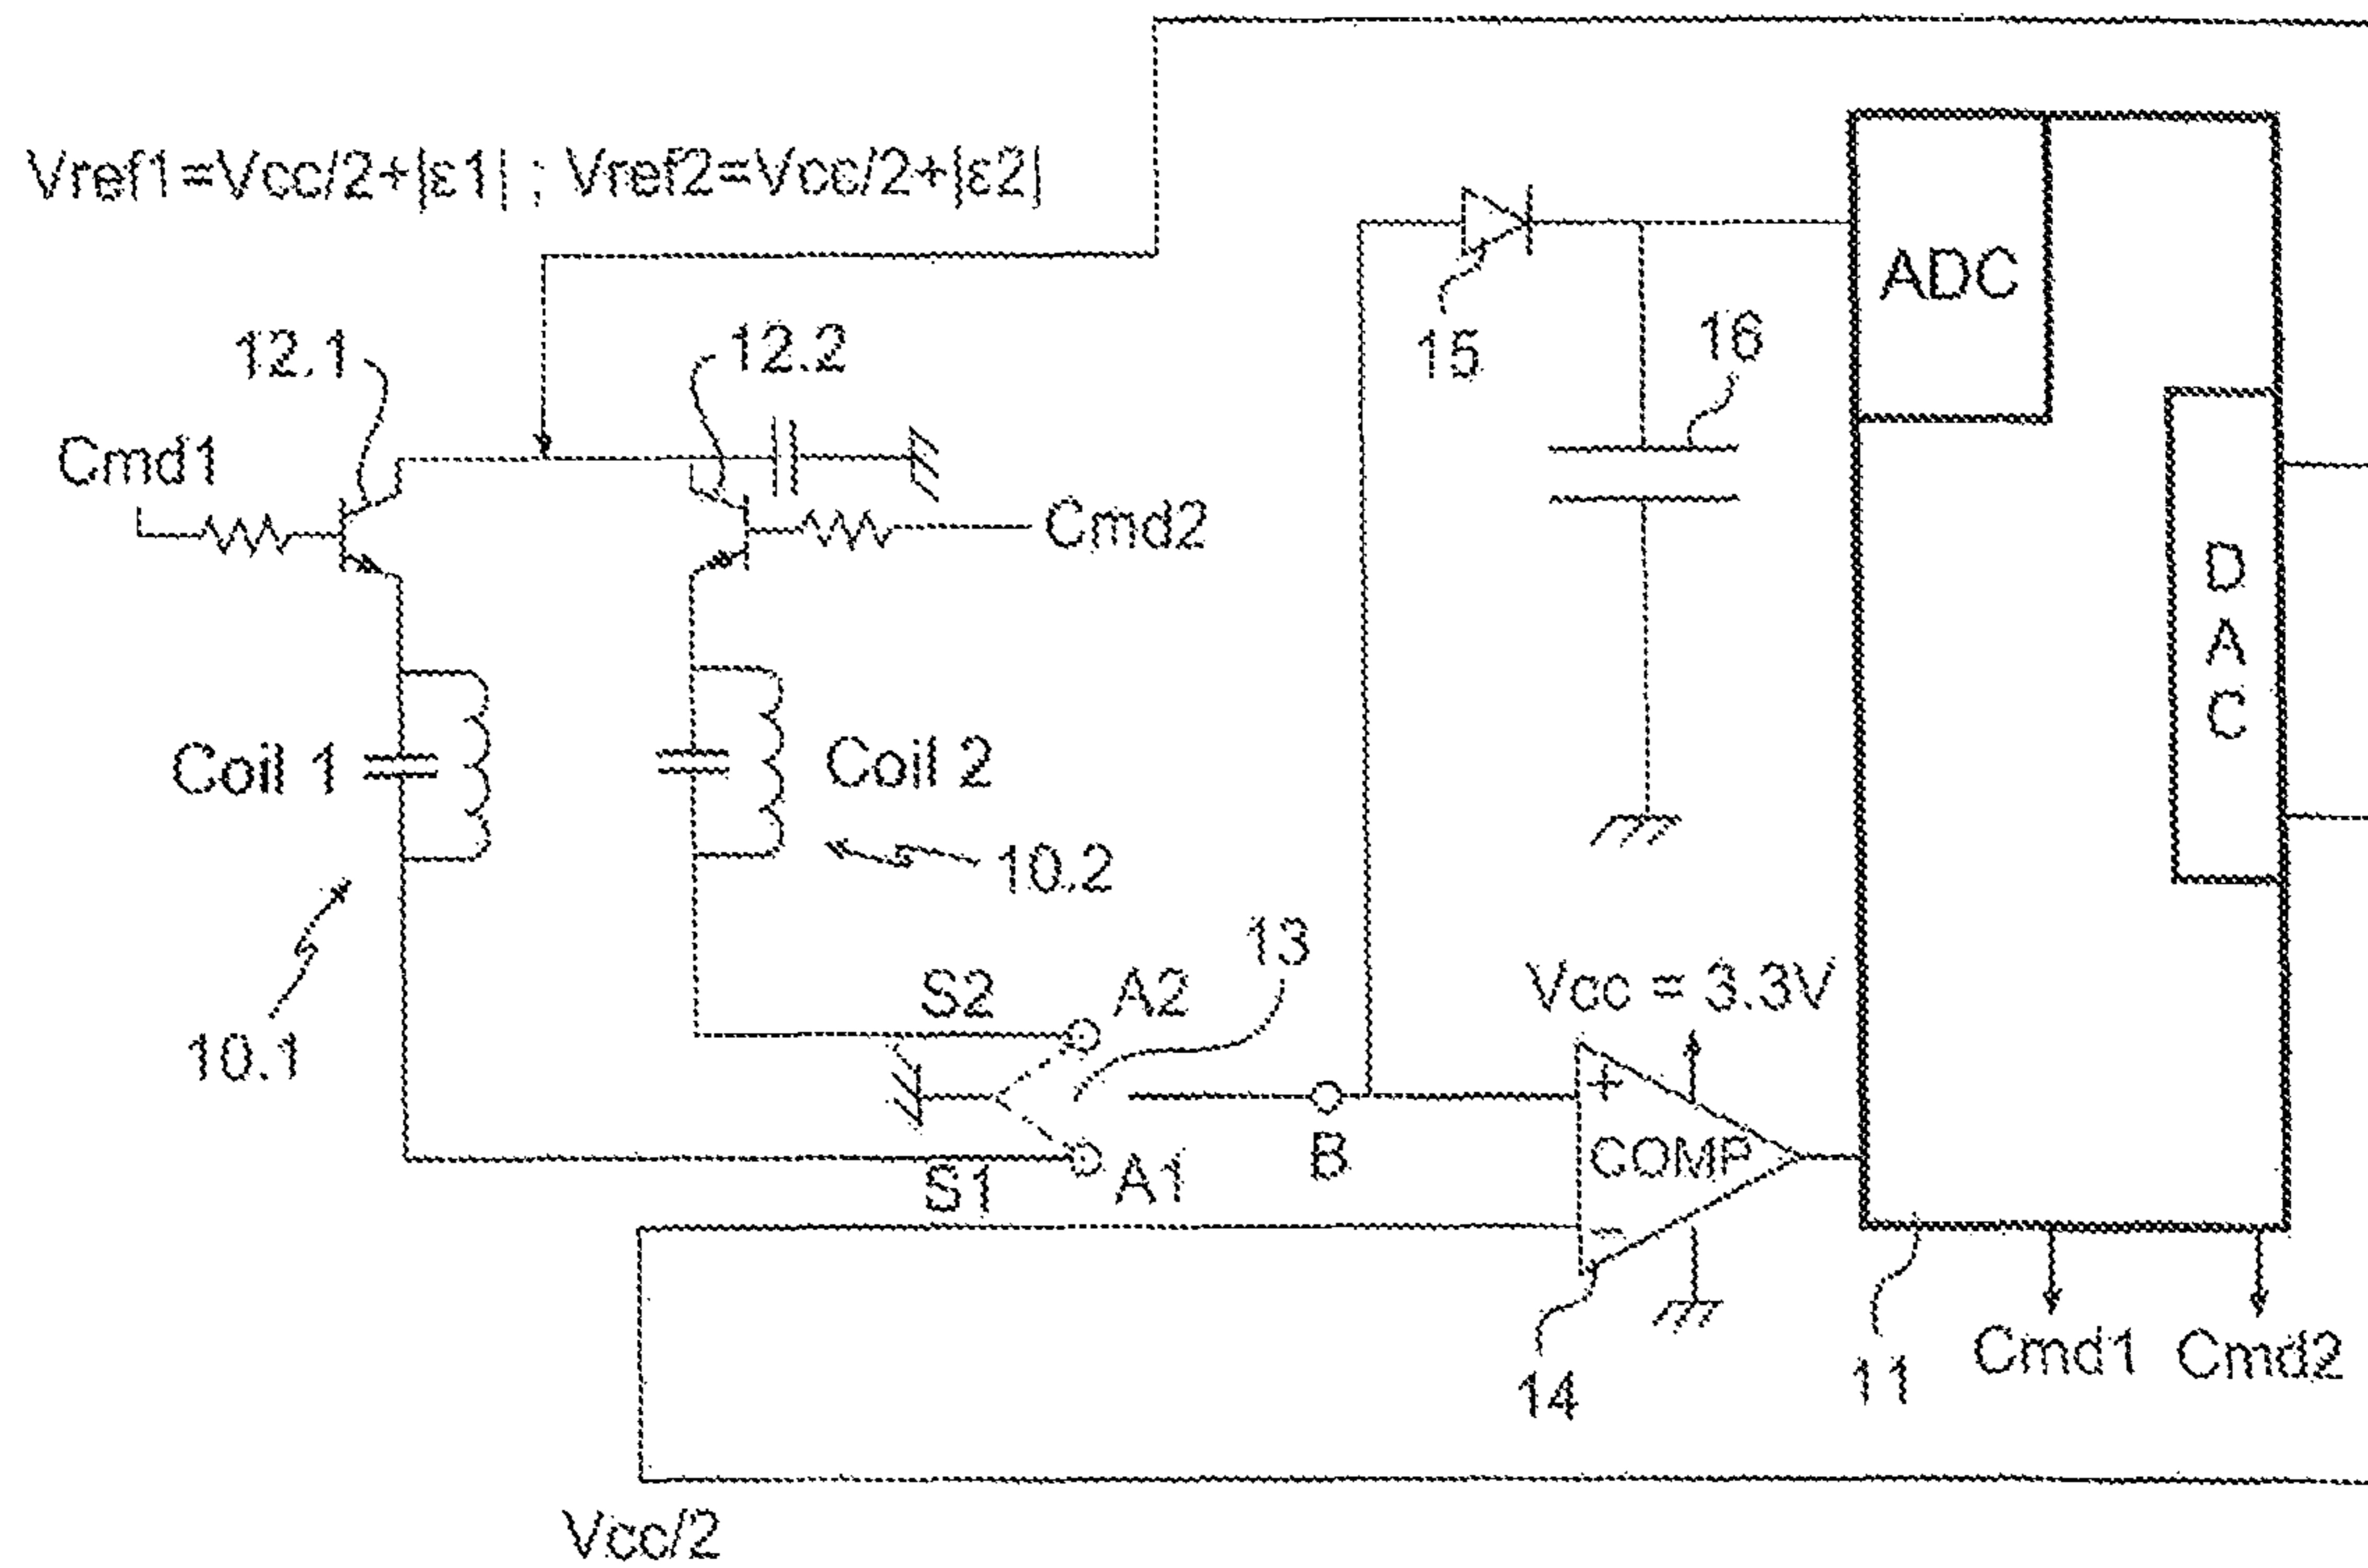 Vref1=Vcc/2+|ε1| ; Vref2=Vcc/2+|ε2|
12.1
12.2
15
16
ADC
Cmd1
Cmd2
DAC
Coil 1
Coil 2
10.2
13
10.1
S2
A2
Vcc = 3.3V
+
COMP
B
S1
A1
-
14
11
Cmd1
Cmd2
Vcc/2